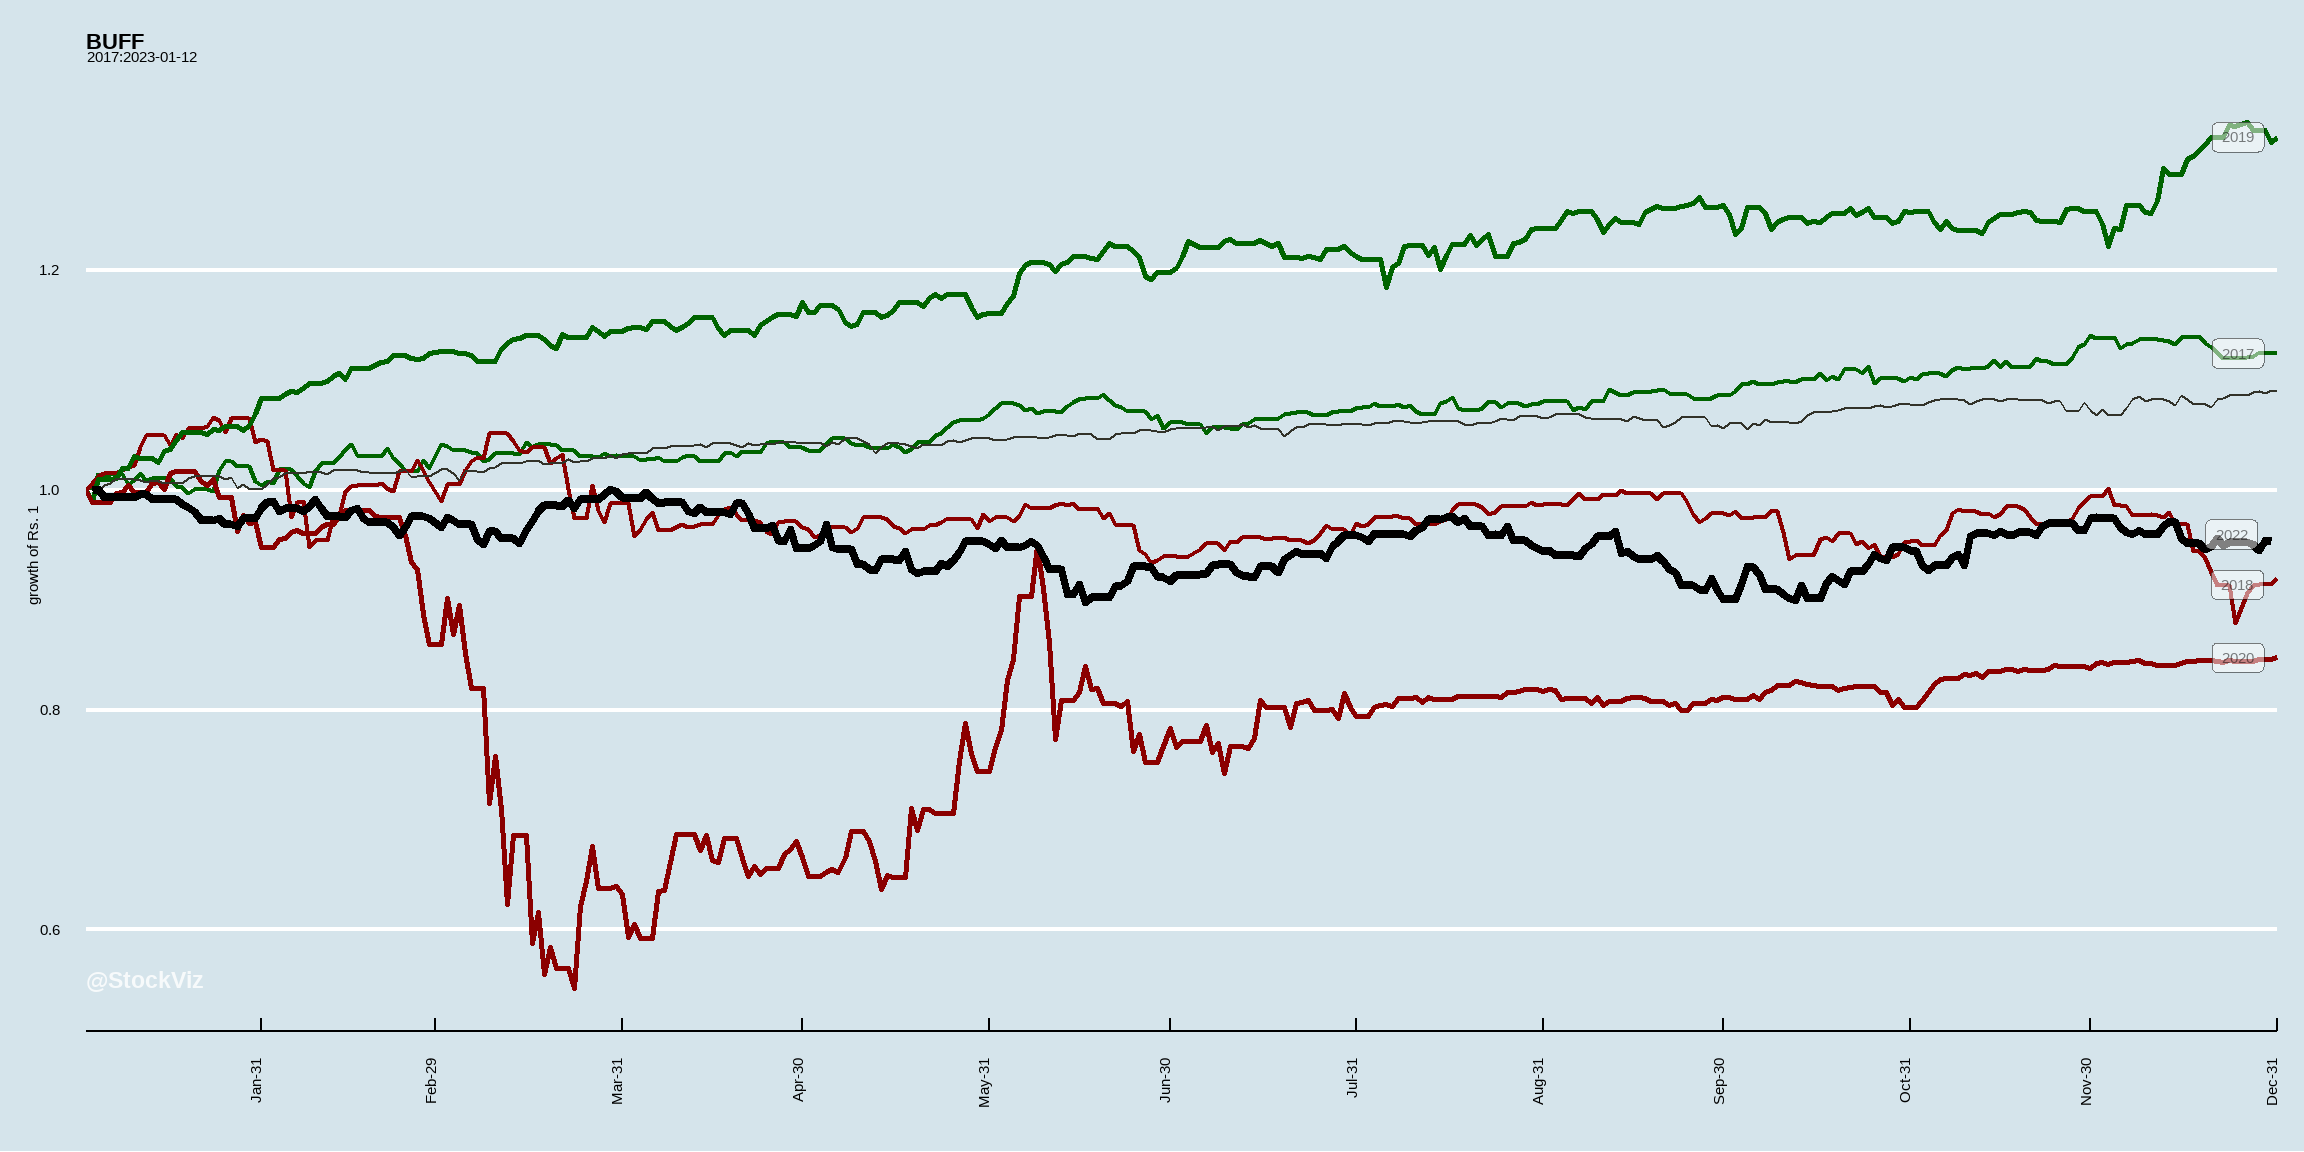 BUFF
2017:2023-01-12
2019
1.2
2017
1.0
growth of Rs. 1
2022
2018
2020
0.8
0.6
@StockViz
Jan-31
Feb-29
Mar-31
Apr-30
May-31
Jun-30
Jul-31
Aug-31
Sep-30
Oct-31
Nov-30
Dec-31